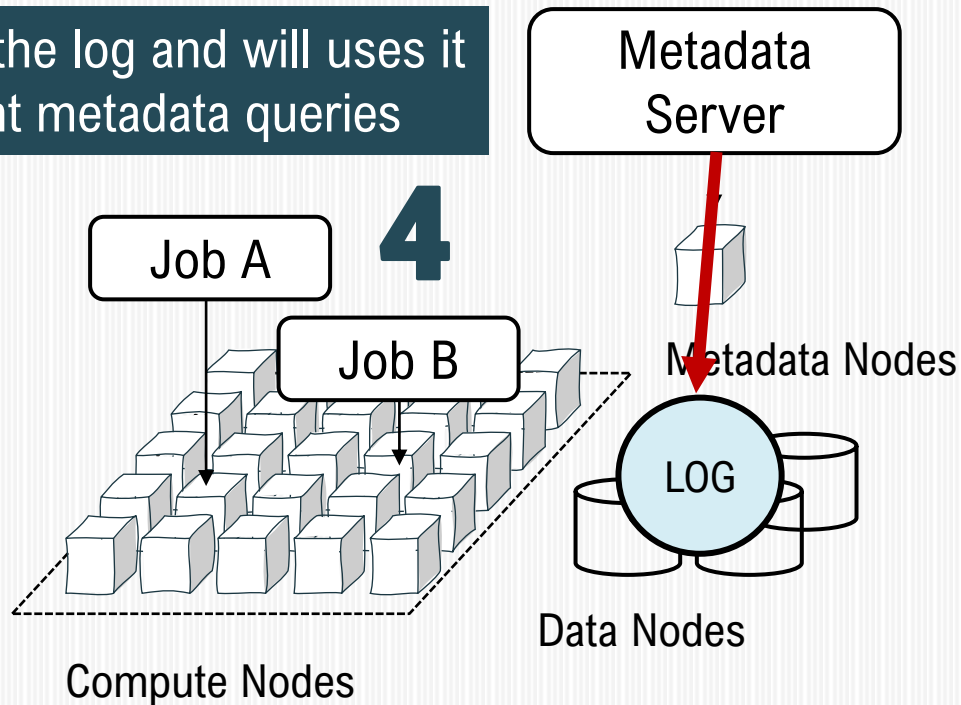 the log and will uses it
nt metadata queries
Metadata
Server
4
Job A
Job B
Metadata Nodes
LOG
Data Nodes
Compute Nodes